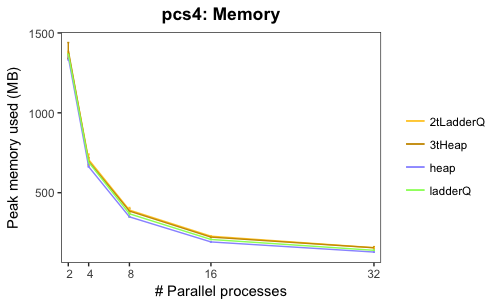 pcs4: Memory
Peak memory used (MB)
1500
1000
500
2 4 8 16 32
# Parallel processes
2tLadderQ
3tHeap
heap
ladderQ